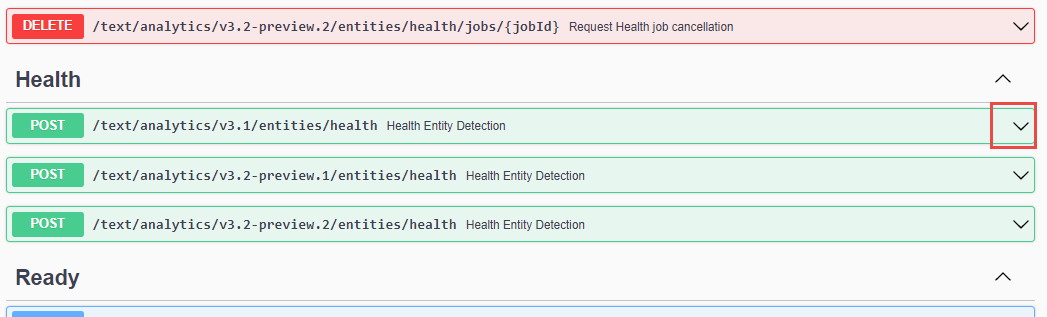 DELETE /text/analytics/v3.2-preview.2/entities/health/jobs/{jobId} Request Health job cancellation
Health
POST /text/analytics/v3.1/entities/health Health Entity Detection
POST /text/analytics/v3.2-preview.1/entities/health Health Entity Detection
POST /text/analytics/v3.2-preview.2/entities/health Health Entity Detection
Ready